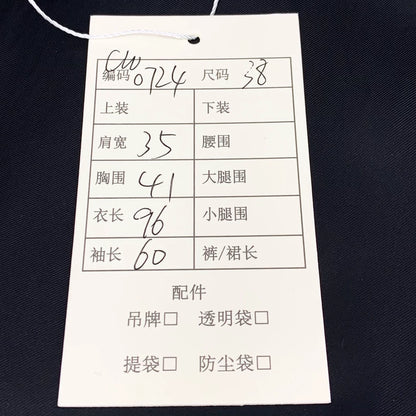 编码 CW0724 尺码 38
上装 下装
肩宽 35 腰围
胸围 41 大腿围
衣长 96 小腿围
袖长 60 裤/裙长
配件
吊牌□ 透明袋□
提袋□ 防尘袋□